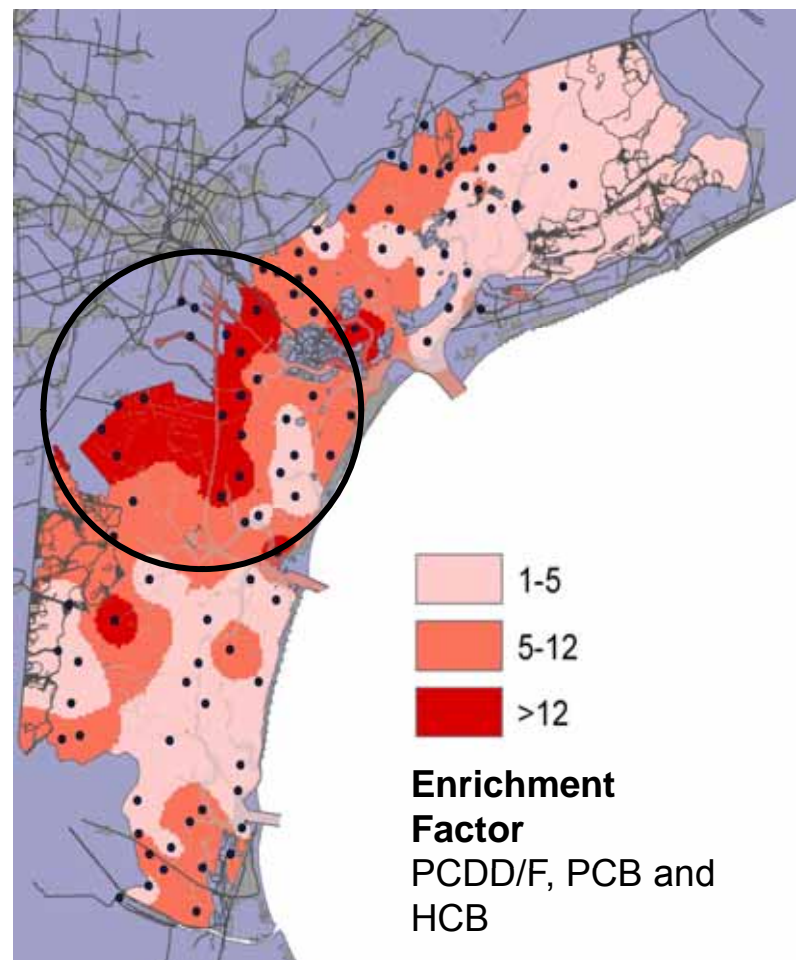 1-5
5-12
>12
Enrichment
Factor
PCDD/F, PCB and
HCB